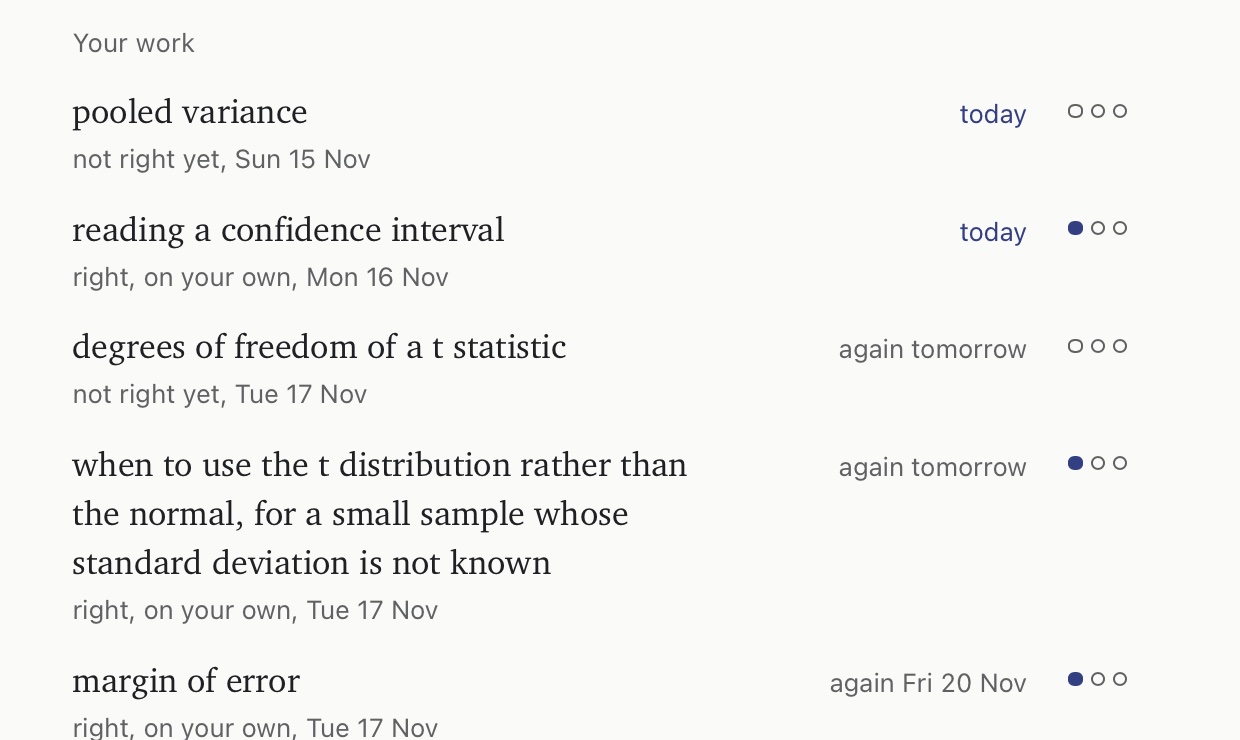 Your work
pooled variance
today
not right yet, Sun 15 Nov
reading a confidence interval
today
right, on your own, Mon 16 Nov
degrees of freedom of a t statistic
again tomorrow
not right yet, Tue 17 Nov
when to use the t distribution rather than
again tomorrow
the normal, for a small sample whose
standard deviation is not known
right, on your own, Tue 17 Nov
margin of error
again Fri 20 Nov
right, on your own, Tue 17 Nov